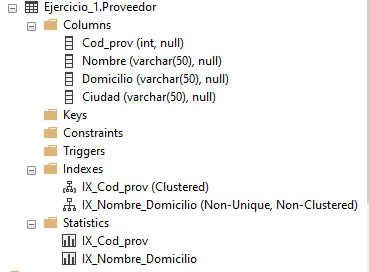 Ejercicio_1.Proveedor
Columns
Cod_prov (int, null)
Nombre (varchar(50), null)
Domicilio (varchar(50), null)
Ciudad (varchar(50), null)
Keys
Constraints
Triggers
Indexes
IX_Cod_prov (Clustered)
IX_Nombre_Domicilio (Non-Unique, Non-Clustered)
Statistics
IX_Cod_prov
IX_Nombre_Domicilio